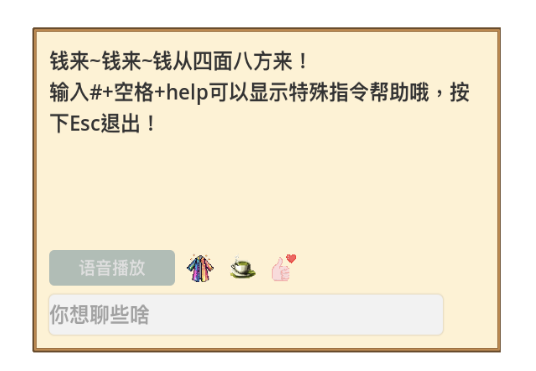 钱来~钱来~钱从四面八方来！
输入#+空格+help可以显示特殊指令帮助哦，按
下Esc退出！
语音播放
你想聊些啥